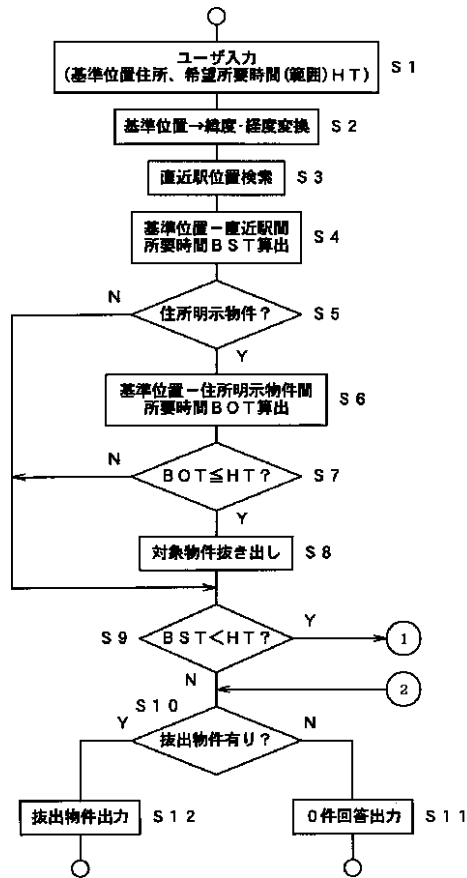 ユーザ入力
(基準位置住所、希望所要時間(範囲)HT)
S1
基準位置→緯度・経度変換
S2
直近駅位置検索
S3
基準位置－直近駅間
所要時間BST算出
S4
N
住所明示物件？
S5
Y
基準位置－住所明示物件間
所要時間BOT算出
S6
N
BOT≦HT？
S7
Y
対象物件抜き出し
S8
S9
BST＜HT？
Y
1
N
2
S10
Y
抜出物件有り？
N
抜出物件出力
S12
0件回答出力
S11